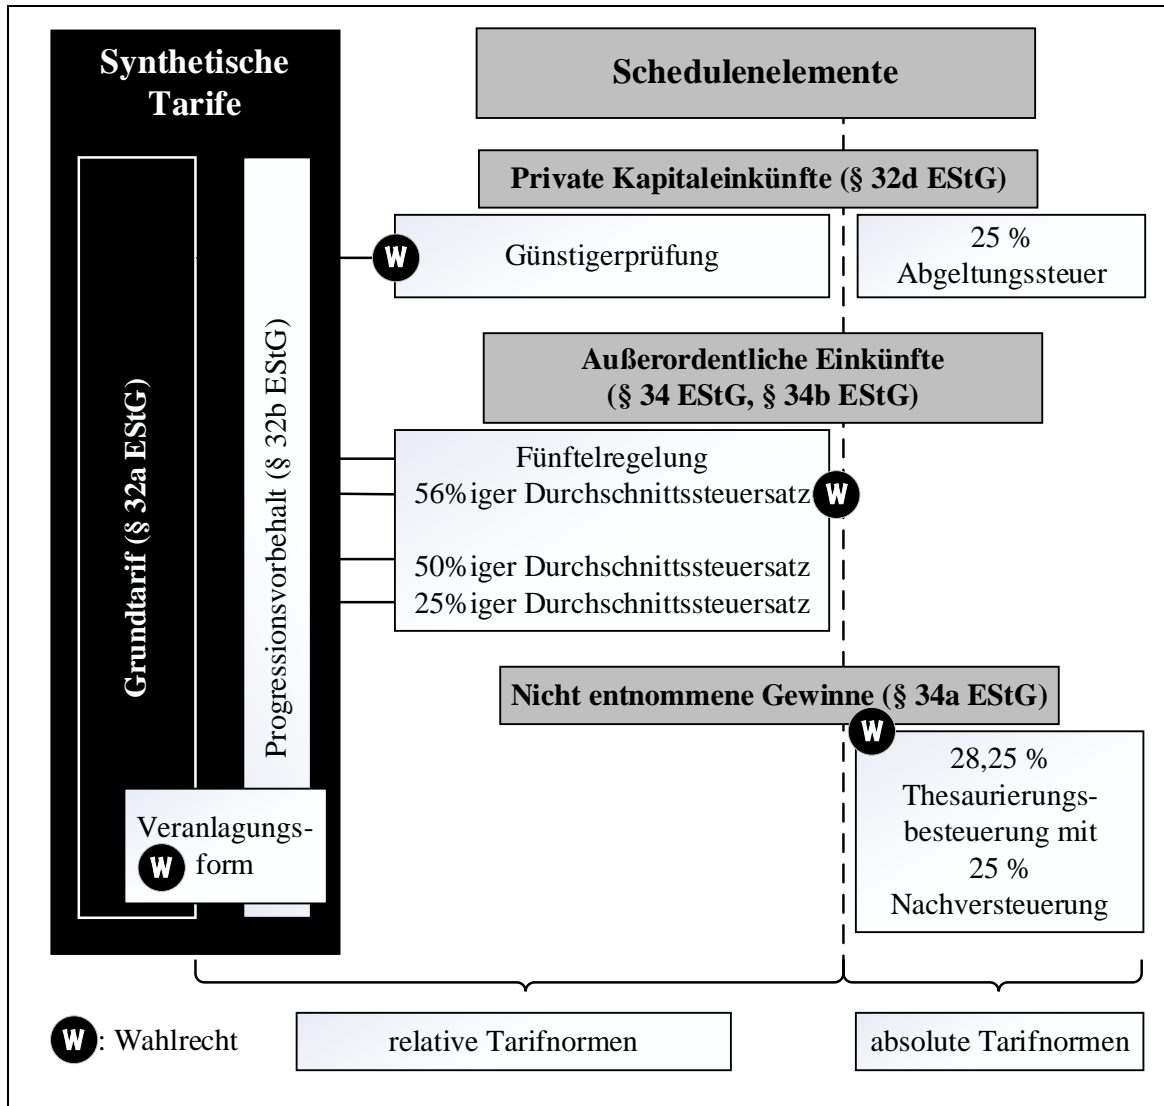 Synthetische
Tarife
Grundtarif (§ 32a EStG)
Progressionsvorbehalt (§ 32b EStG)
Veranlagungs-
W form
Schedulenelemente
Private Kapitaleinkünfte (§ 32d EStG)
W
Günstigerprüfung
25 %
Abgeltungssteuer
Außerordentliche Einkünfte
(§ 34 EStG, § 34b EStG)
Fünftelregelung
56%iger Durchschnittssteuersatz W
50%iger Durchschnittssteuersatz
25%iger Durchschnittssteuersatz
Nicht entnommene Gewinne (§ 34a EStG)
W
28,25 %
Thesaurierungs-
besteuerung mit
25 %
Nachversteuerung
W: Wahlrecht
relative Tarifnormen
absolute Tarifnormen